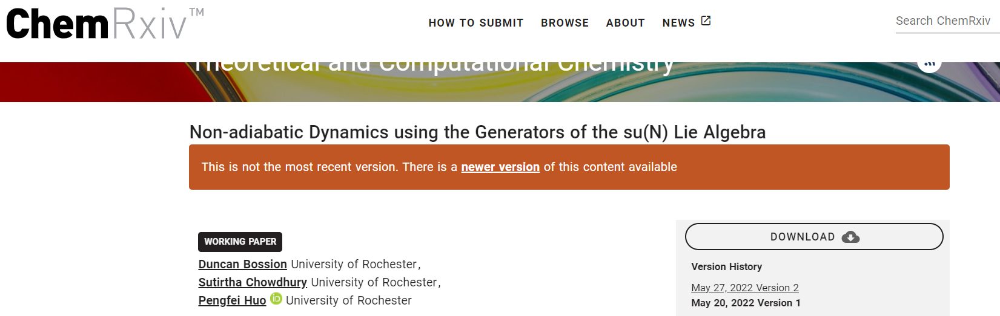 ChemRxiv™
HOW TO SUBMIT BROWSE ABOUT NEWS
Search ChemRxiv
Theoretical and Computational Chemistry
Non-adiabatic Dynamics using the Generators of the su(N) Lie Algebra
This is not the most recent version. There is a newer version of this content available
WORKING PAPER
Duncan Bossion University of Rochester,
Sutirtha Chowdhury University of Rochester,
Pengfei Huo iD University of Rochester
DOWNLOAD
Version History
May 27, 2022 Version 2
May 20, 2022 Version 1